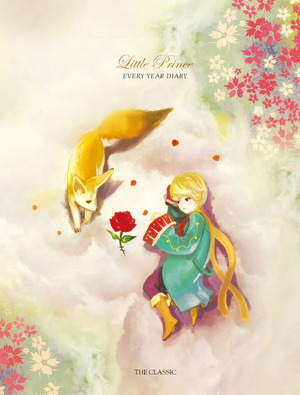 Little Prince
EVERY YEAR DIARY
THE CLASSIC